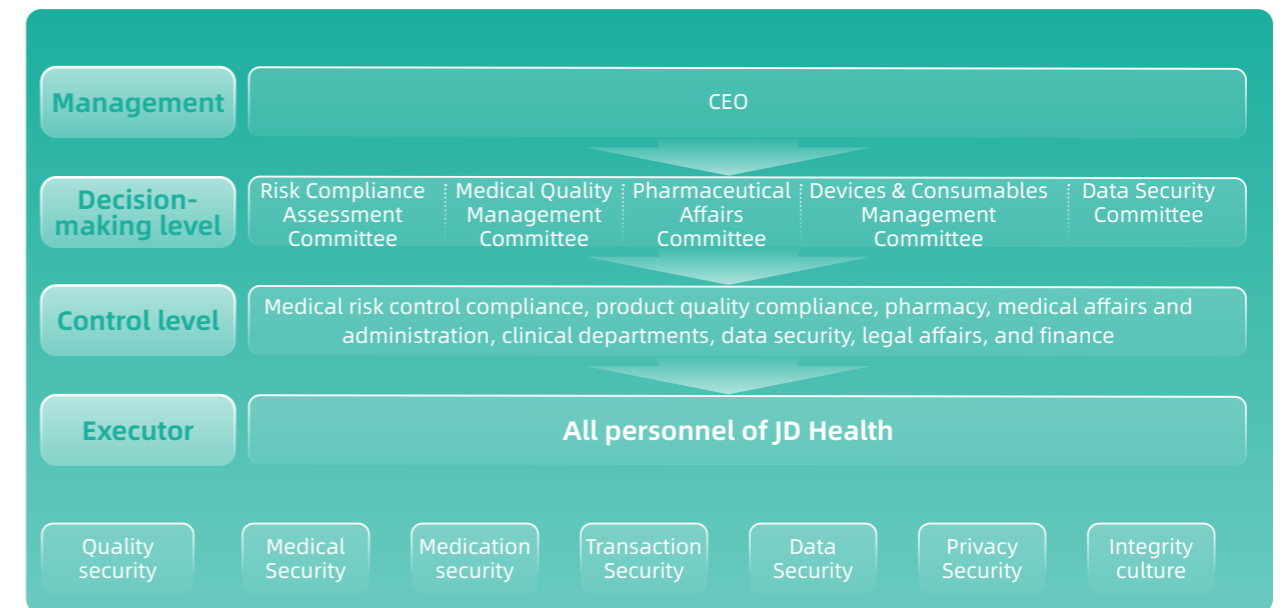 Management
CEO
Decision-
making level
Risk Compliance
Assessment
Committee
Medical Quality
Management
Committee
Pharmaceutical
Affairs
Committee
Devices & Consumables
Management
Committee
Data Security
Committee
Control level
Medical risk control compliance, product quality compliance, pharmacy, medical affairs and
administration, clinical departments, data security, legal affairs, and finance
Executor
All personnel of JD Health
Quality
security
Medical
Security
Medication
security
Transaction
Security
Data
Security
Privacy
Security
Integrity
culture